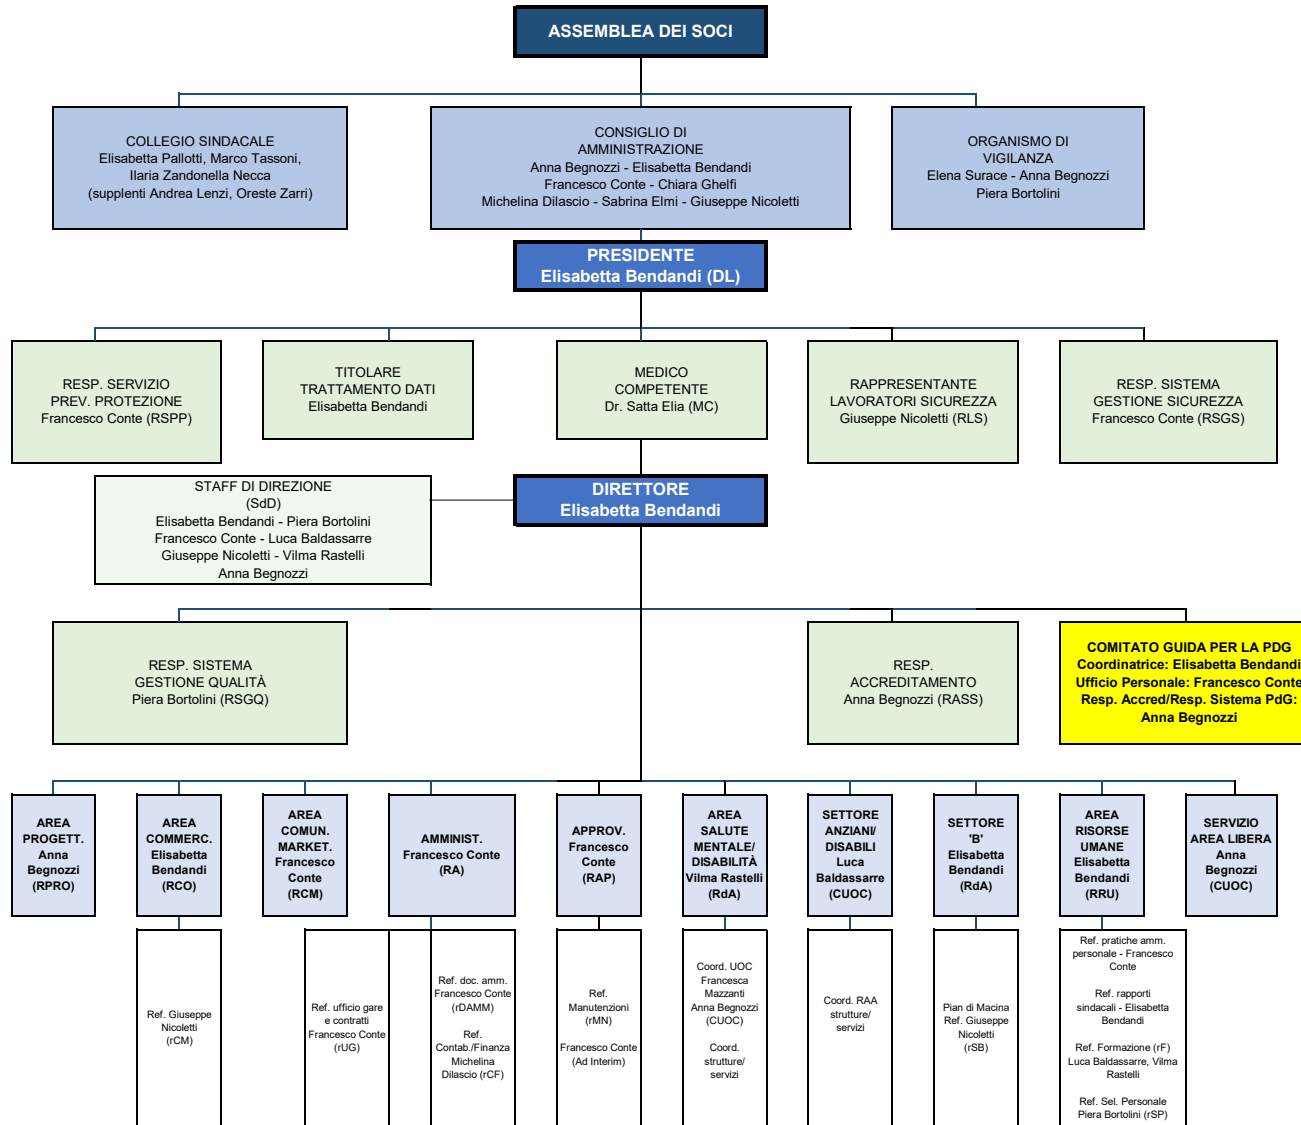 ASSEMBLEA DEI SOCI
COLLEGIO SINDACALE
Elisabetta Pallotti, Marco Tassoni,
Ilaria Zandonella Necca
(supplenti Andrea Lenzi, Oreste Zarri)
CONSIGLIO DI
AMMINISTRAZIONE
Anna Begnozzi - Elisabetta Bendandi
Francesco Conte - Chiara Ghelfi
Michelina Dilascio - Sabrina Elmi - Giuseppe Nicoletti
ORGANISMO DI
VIGILANZA
Elena Surace - Anna Begnozzi
Piera Bortolini
PRESIDENTE
Elisabetta Bendandi (DL)
RESP. SERVIZIO
PREV. PROTEZIONE
Francesco Conte (RSPP)
TITOLARE
TRATTAMENTO DATI
Elisabetta Bendandi
MEDICO
COMPETENTE
Dr. Satta Elia (MC)
RAPPRESENTANTE
LAVORATORI SICUREZZA
Giuseppe Nicoletti (RLS)
RESP. SISTEMA
GESTIONE SICUREZZA
Francesco Conte (RSGS)
STAFF DI DIREZIONE
(SdD)
Elisabetta Bendandi - Piera Bortolini
Francesco Conte - Luca Baldassarre
Giuseppe Nicoletti - Vilma Rastelli
Anna Begnozzi
DIRETTORE
Elisabetta Bendandi
RESP. SISTEMA
GESTIONE QUALITÀ
Piera Bortolini (RSGQ)
RESP.
ACCREDITAMENTO
Anna Begnozzi (RASS)
COMITATO GUIDA PER LA PDG
Coordinatrice: Elisabetta Bendandi
Ufficio Personale: Francesco Conte
Resp. Accred/Resp. Sistema PdG:
Anna Begnozzi
AREA
PROGETT.
Anna
Begnozzi
(RPRO)
AREA
COMMERC.
Elisabetta
Bendandi
(RCO)
AREA
COMUN.
MARKET.
Francesco
Conte
(RCM)
AMMINIST.
Francesco Conte
(RA)
APPROV.
Francesco
Conte
(RAP)
AREA
SALUTE
MENTALE/
DISABILITÀ
Vilma Rastelli
(RdA)
SETTORE
ANZIANI/
DISABILI
Luca
Baldassarre
(CUOC)
SETTORE
'B'
Elisabetta
Bendandi
(RdA)
AREA
RISORSE
UMANE
Elisabetta
Bendandi
(RRU)
SERVIZIO
AREA LIBERA
Anna
Begnozzi
(CUOC)
Ref. Giuseppe
Nicoletti
(rCM)
Ref. ufficio gare
e contratti
Francesco Conte
(rUG)
Ref. doc. amm.
Francesco Conte
(rDAMM)
Ref.
Contab./Finanza
Michelina
Dilascio (rCF)
Ref.
Manutenzioni
(rMN)
Francesco Conte
(Ad Interim)
Coord. UOC
Francesca
Mazzanti
Anna Begnozzi
(CUOC)
Coord.
strutture/
servizi
Coord. RAA
strutture/
servizi
Pian di Macina
Ref. Giuseppe
Nicoletti
(rSB)
Ref. pratiche amm.
personale - Francesco
Conte
Ref. rapporti
sindacali - Elisabetta
Bendandi
Ref. Formazione (rF)
Luca Baldassarre, Vilma
Rastelli
Ref. Sel. Personale
Piera Bortolini (rSP)